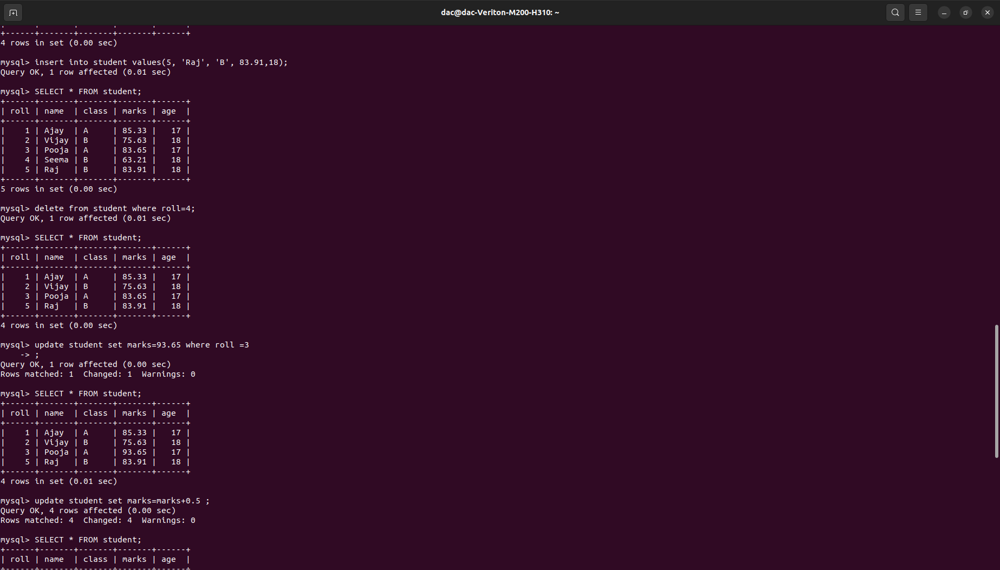 dac@dac-Veriton-M200-H310: ~
+------+-------+-------+-------+------+
4 rows in set (0.00 sec)

mysql> insert into student values(5, 'Raj', 'B', 83.91,18);
Query OK, 1 row affected (0.01 sec)

mysql> SELECT * FROM student;
+------+-------+-------+-------+------+
| roll | name  | class | marks | age  |
+------+-------+-------+-------+------+
|    1 | Ajay  | A     | 85.33 |   17 |
|    2 | Vijay | B     | 75.63 |   18 |
|    3 | Pooja | A     | 83.65 |   17 |
|    4 | Seema | B     | 63.21 |   18 |
|    5 | Raj   | B     | 83.91 |   18 |
+------+-------+-------+-------+------+
5 rows in set (0.00 sec)

mysql> delete from student where roll=4;
Query OK, 1 row affected (0.01 sec)

mysql> SELECT * FROM student;
+------+-------+-------+-------+------+
| roll | name  | class | marks | age  |
+------+-------+-------+-------+------+
|    1 | Ajay  | A     | 85.33 |   17 |
|    2 | Vijay | B     | 75.63 |   18 |
|    3 | Pooja | A     | 83.65 |   17 |
|    5 | Raj   | B     | 83.91 |   18 |
+------+-------+-------+-------+------+
4 rows in set (0.00 sec)

mysql> update student set marks=93.65 where roll =3
    -> ;
Query OK, 1 row affected (0.00 sec)
Rows matched: 1  Changed: 1  Warnings: 0

mysql> SELECT * FROM student;
+------+-------+-------+-------+------+
| roll | name  | class | marks | age  |
+------+-------+-------+-------+------+
|    1 | Ajay  | A     | 85.33 |   17 |
|    2 | Vijay | B     | 75.63 |   18 |
|    3 | Pooja | A     | 93.65 |   17 |
|    5 | Raj   | B     | 83.91 |   18 |
+------+-------+-------+-------+------+
4 rows in set (0.01 sec)

mysql> update student set marks=marks+0.5 ;
Query OK, 4 rows affected (0.00 sec)
Rows matched: 4  Changed: 4  Warnings: 0

mysql> SELECT * FROM student;
+------+-------+-------+-------+------+
| roll | name  | class | marks | age  |
+------+-------+-------+-------+------+